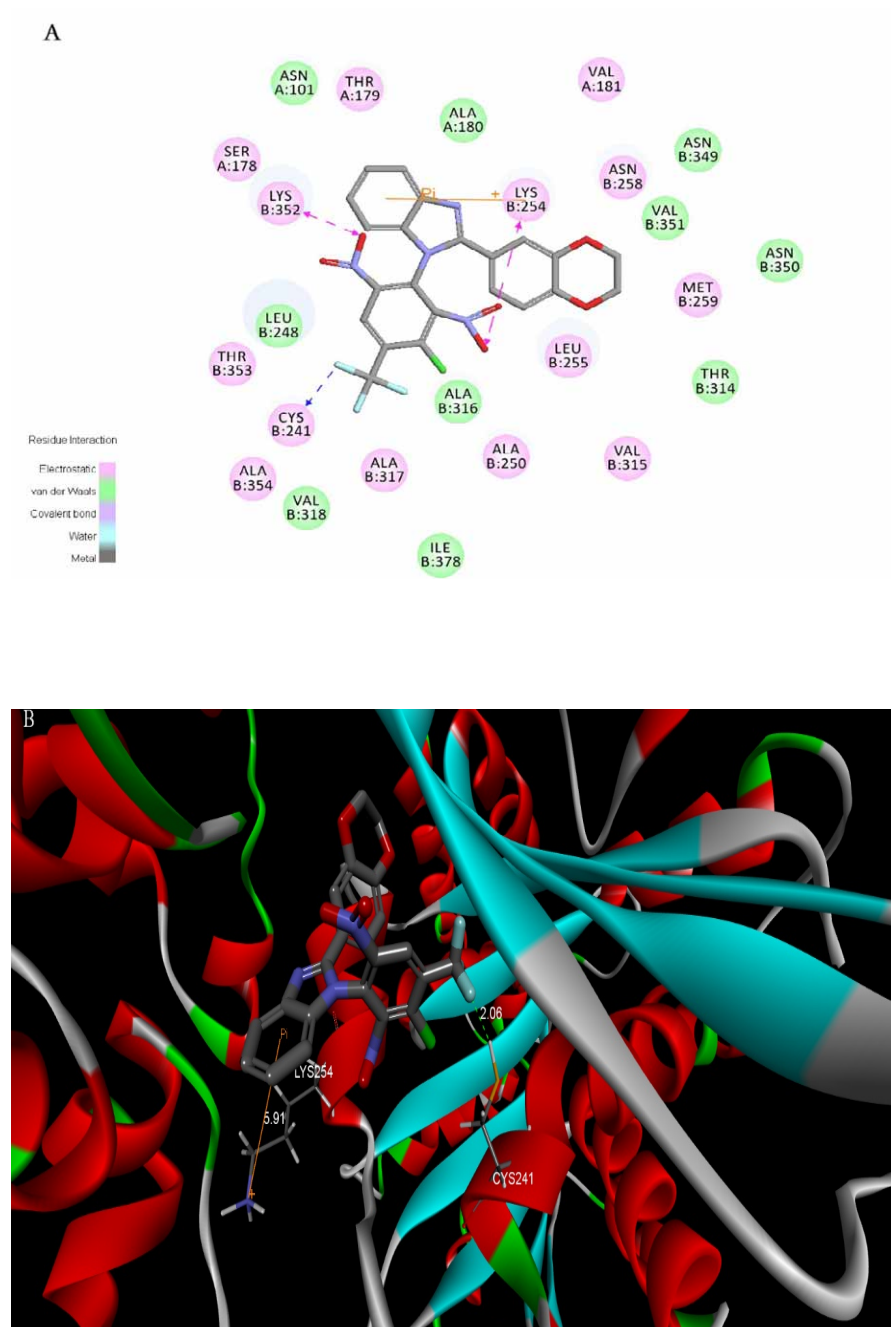 A
ASN
A:101
THR
A:179
VAL
A:181
ALA
A:180
ASN
B:349
SER
A:178
ASN
B:258
LYS
B:352
Pi
+
LYS
B:254
VAL
B:351
ASN
B:350
MET
B:259
LEU
B:248
LEU
B:255
THR
B:353
THR
B:314
ALA
B:316
CYS
B:241
ALA
B:250
VAL
B:315
ALA
B:317
ALA
B:354
VAL
B:318
ILE
B:378
Residue Interaction
Electrostatic
van der Waals
Covalent bond
Water
Metal
B
2.06
Pi
LYS254
5.91
CYS241
+